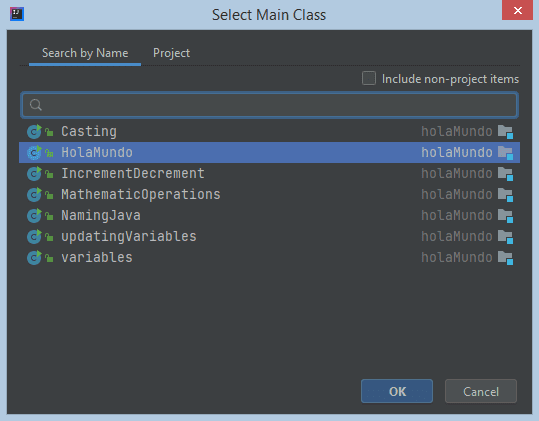 Select Main Class
Search by Name Project
Include non-project items
Casting holaMundo
HolaMundo holaMundo
IncrementDecrement holaMundo
MathematicOperations holaMundo
NamingJava holaMundo
updatingVariables holaMundo
variables holaMundo
OK Cancel